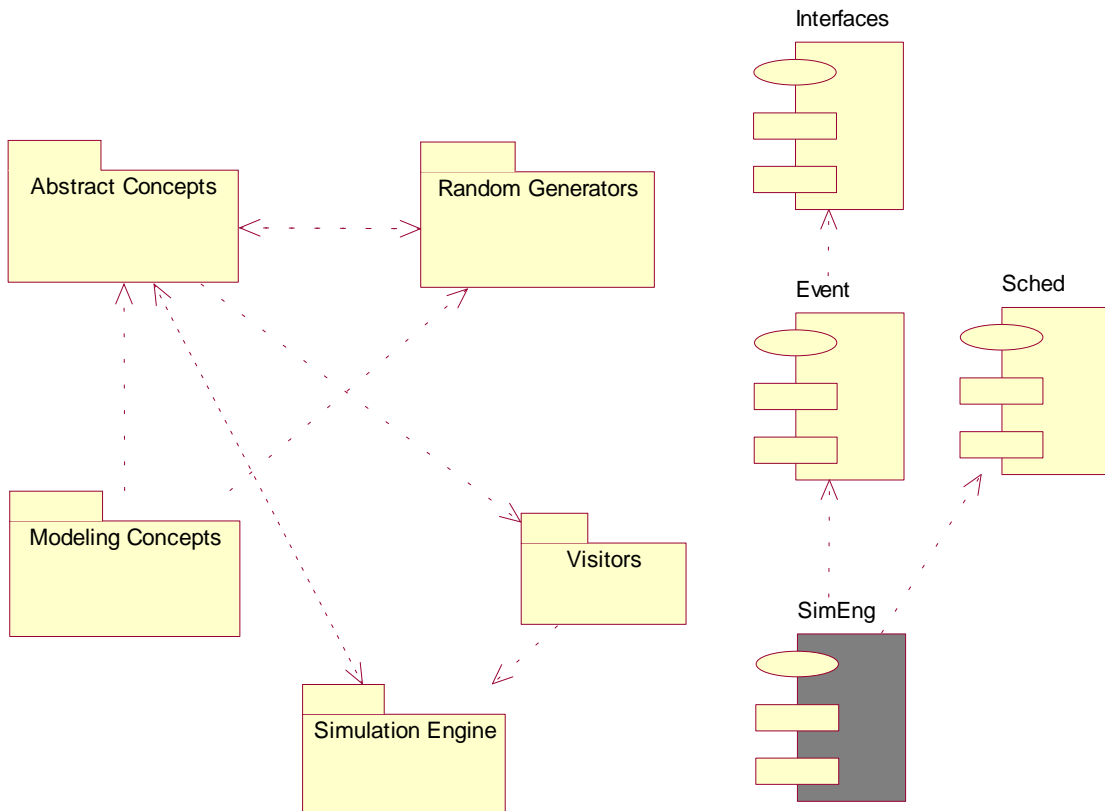 Interfaces
Abstract Concepts
Random Generators
Event
Sched
Modeling Concepts
Visitors
SimEng
Simulation Engine